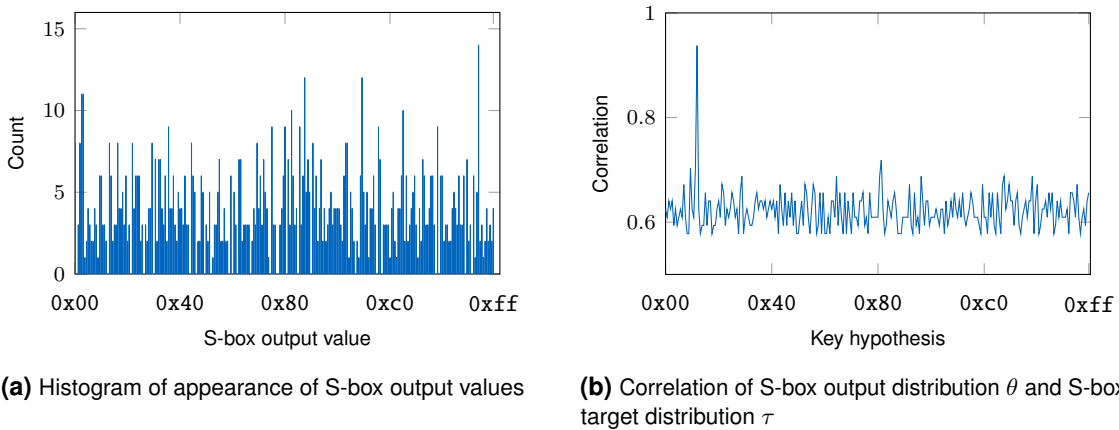 15
10
5
0
Count
0x00 0x40 0x80 0xc0 0xff
S-box output value
(a) Histogram of appearance of S-box output values
1
0.8
0.6
Correlation
0x00 0x40 0x80 0xc0 0xff
Key hypothesis
(b) Correlation of S-box output distribution θ and S-box
target distribution τ